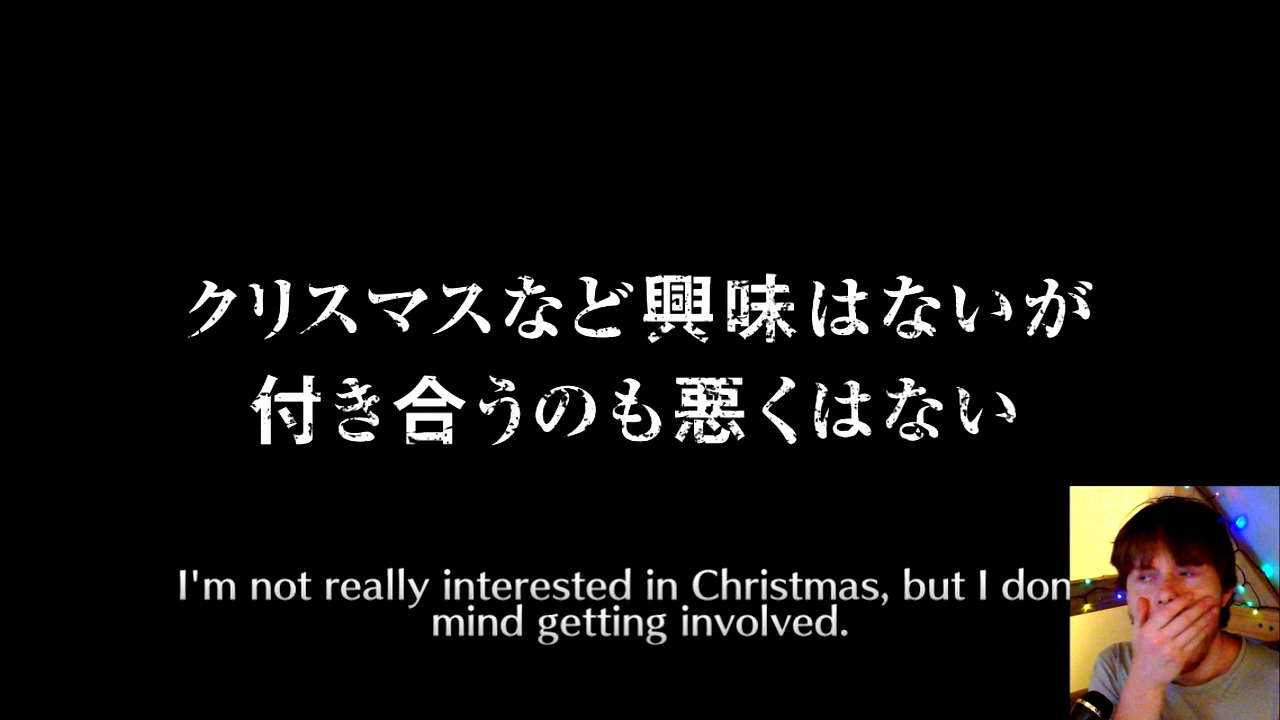 クリスマスなど興味はないが
付き合うのも悪くはない
I'm not really interested in Christmas, but I don
mind getting involved.